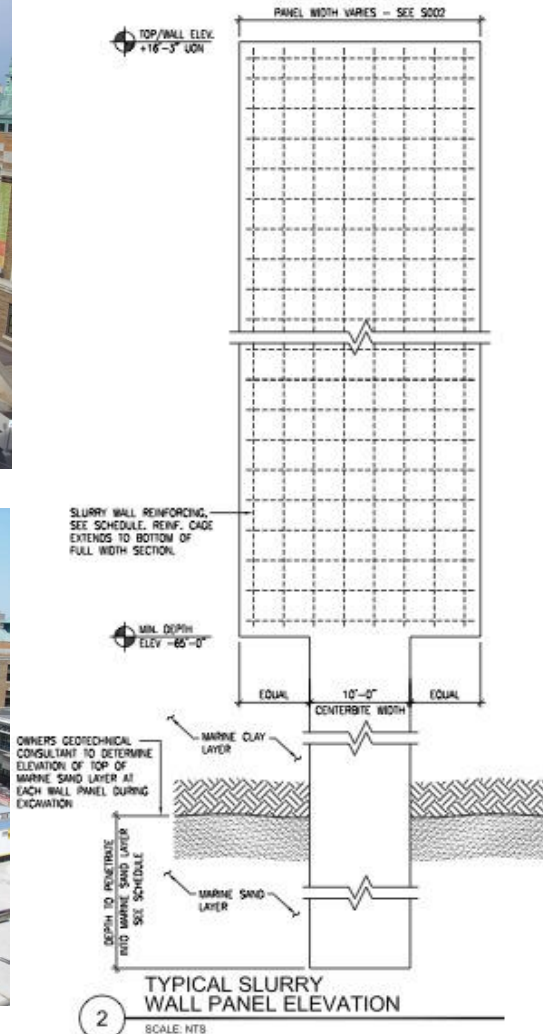 PANEL WIDTH VARIES - SEE S002
TOP/WALL ELEV.
+16'-3" UON
SLURRY WALL REINFORCING,
SEE SCHEDULE. REINF. CAGE
EXTENDS TO BOTTOM OF
FULL WIDTH SECTION.
MIN. DEPTH
ELEV -65'-0"
EQUAL
10'-0"
EQUAL
CENTERBITE WIDTH
MARINE CLAY
LAYER
OWNER'S GEOTECHNICAL
CONSULTANT TO DETERMINE
ELEVATION OF TOP OF
MARINE SAND LAYER AT
EACH WALL PANEL DURING
EXCAVATION
DEPTH TO PENETRATE
INTO MARINE SAND LAYER
SEE SCHEDULE
MARINE SAND
LAYER
2
TYPICAL SLURRY
WALL PANEL ELEVATION
SCALE: NTS